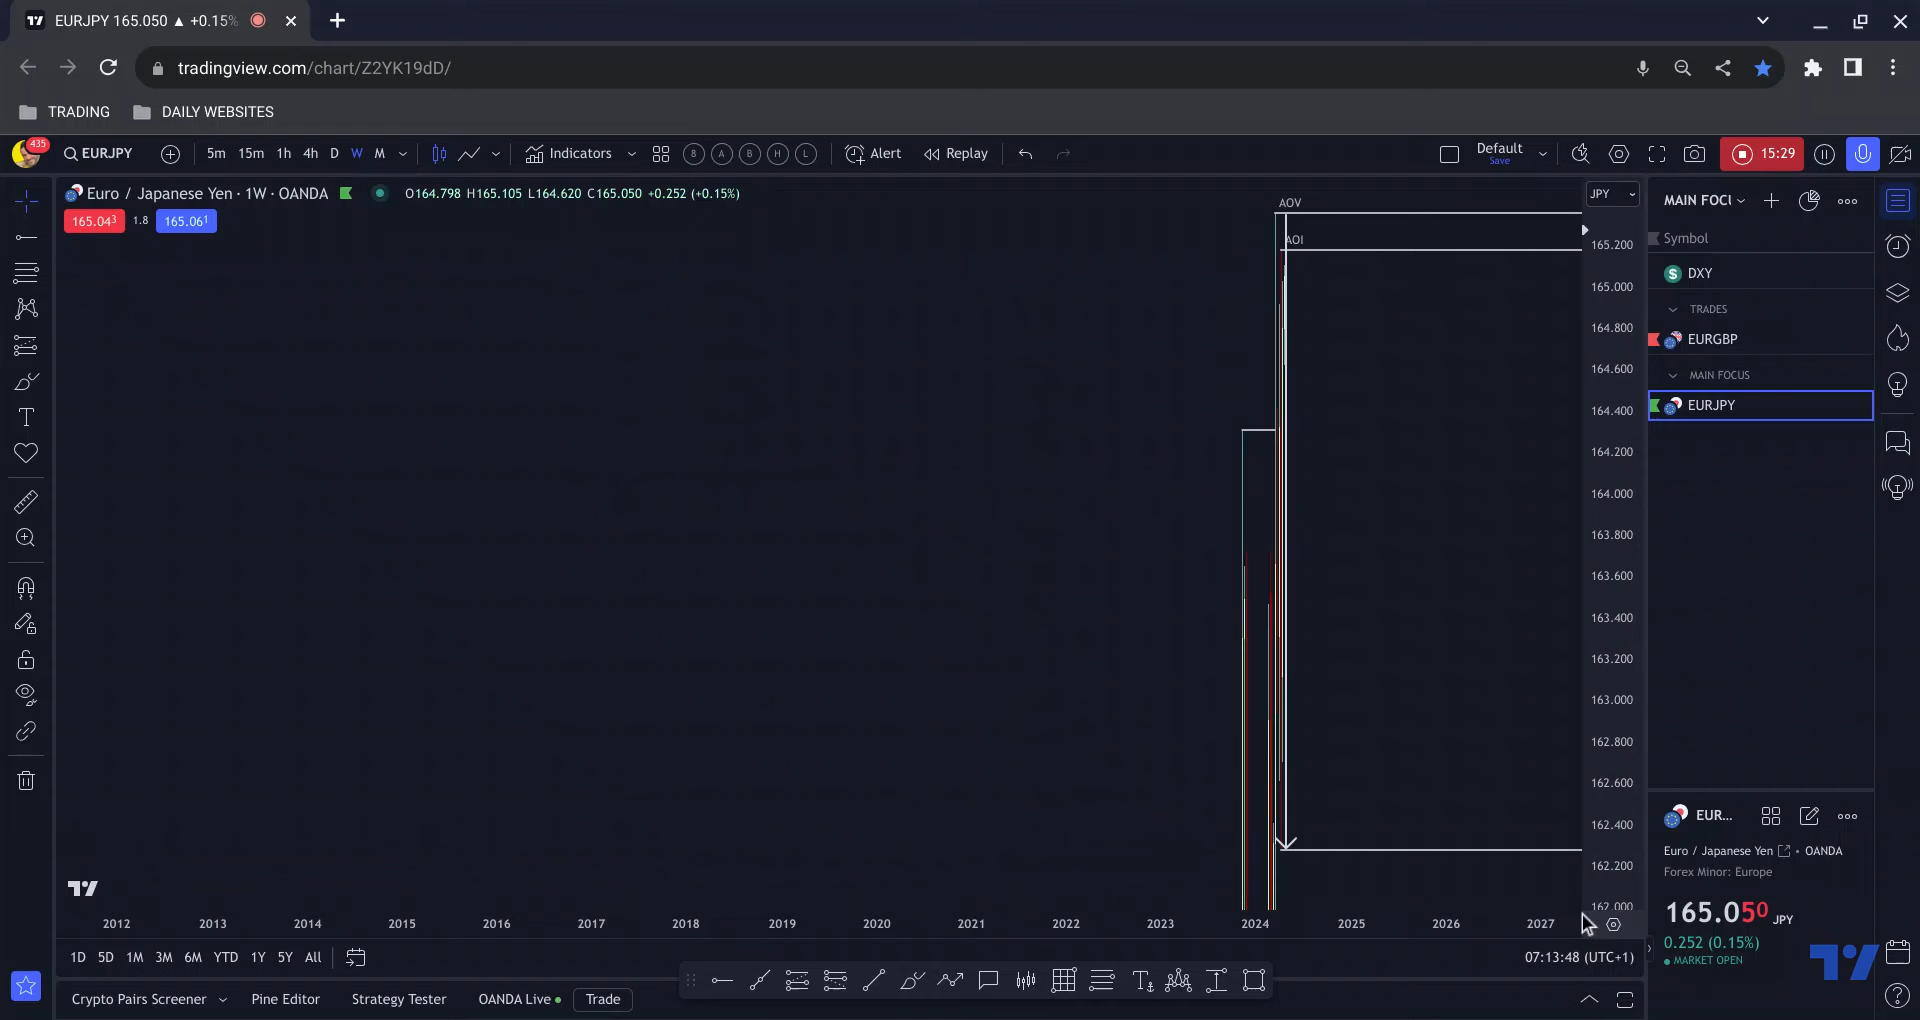 EURJPY 165.050 ▲ +0.15%
tradingview.com/chart/Z2YK19dD/
TRADING DAILY WEBSITES
435 EURJPY 5m 15m 1h 4h D W M Indicators B A B H L Alert Replay Default Save 15:29
Euro / Japanese Yen · 1W · OANDA O164.798 H165.105 L164.620 C165.050 +0.252 (+0.15%)
165.043 1.8 165.061
AOV
AOI
JPY
165.200
165.000
164.800
164.600
164.400
164.200
164.000
163.800
163.600
163.400
163.200
163.000
162.800
162.600
162.400
162.200
162.000
MAIN FOCU
Symbol
DXY
TRADES
EURGBP
MAIN FOCUS
EURJPY
EUR...
Euro / Japanese Yen • OANDA
Forex Minor: Europe
165.050 JPY
0.252 (0.15%)
MARKET OPEN
2012 2013 2014 2015 2016 2017 2018 2019 2020 2021 2022 2023 2024 2025 2026 2027
1D 5D 1M 3M 6M YTD 1Y 5Y All 07:13:48 (UTC+1)
Crypto Pairs Screener Pine Editor Strategy Tester OANDA Live Trade